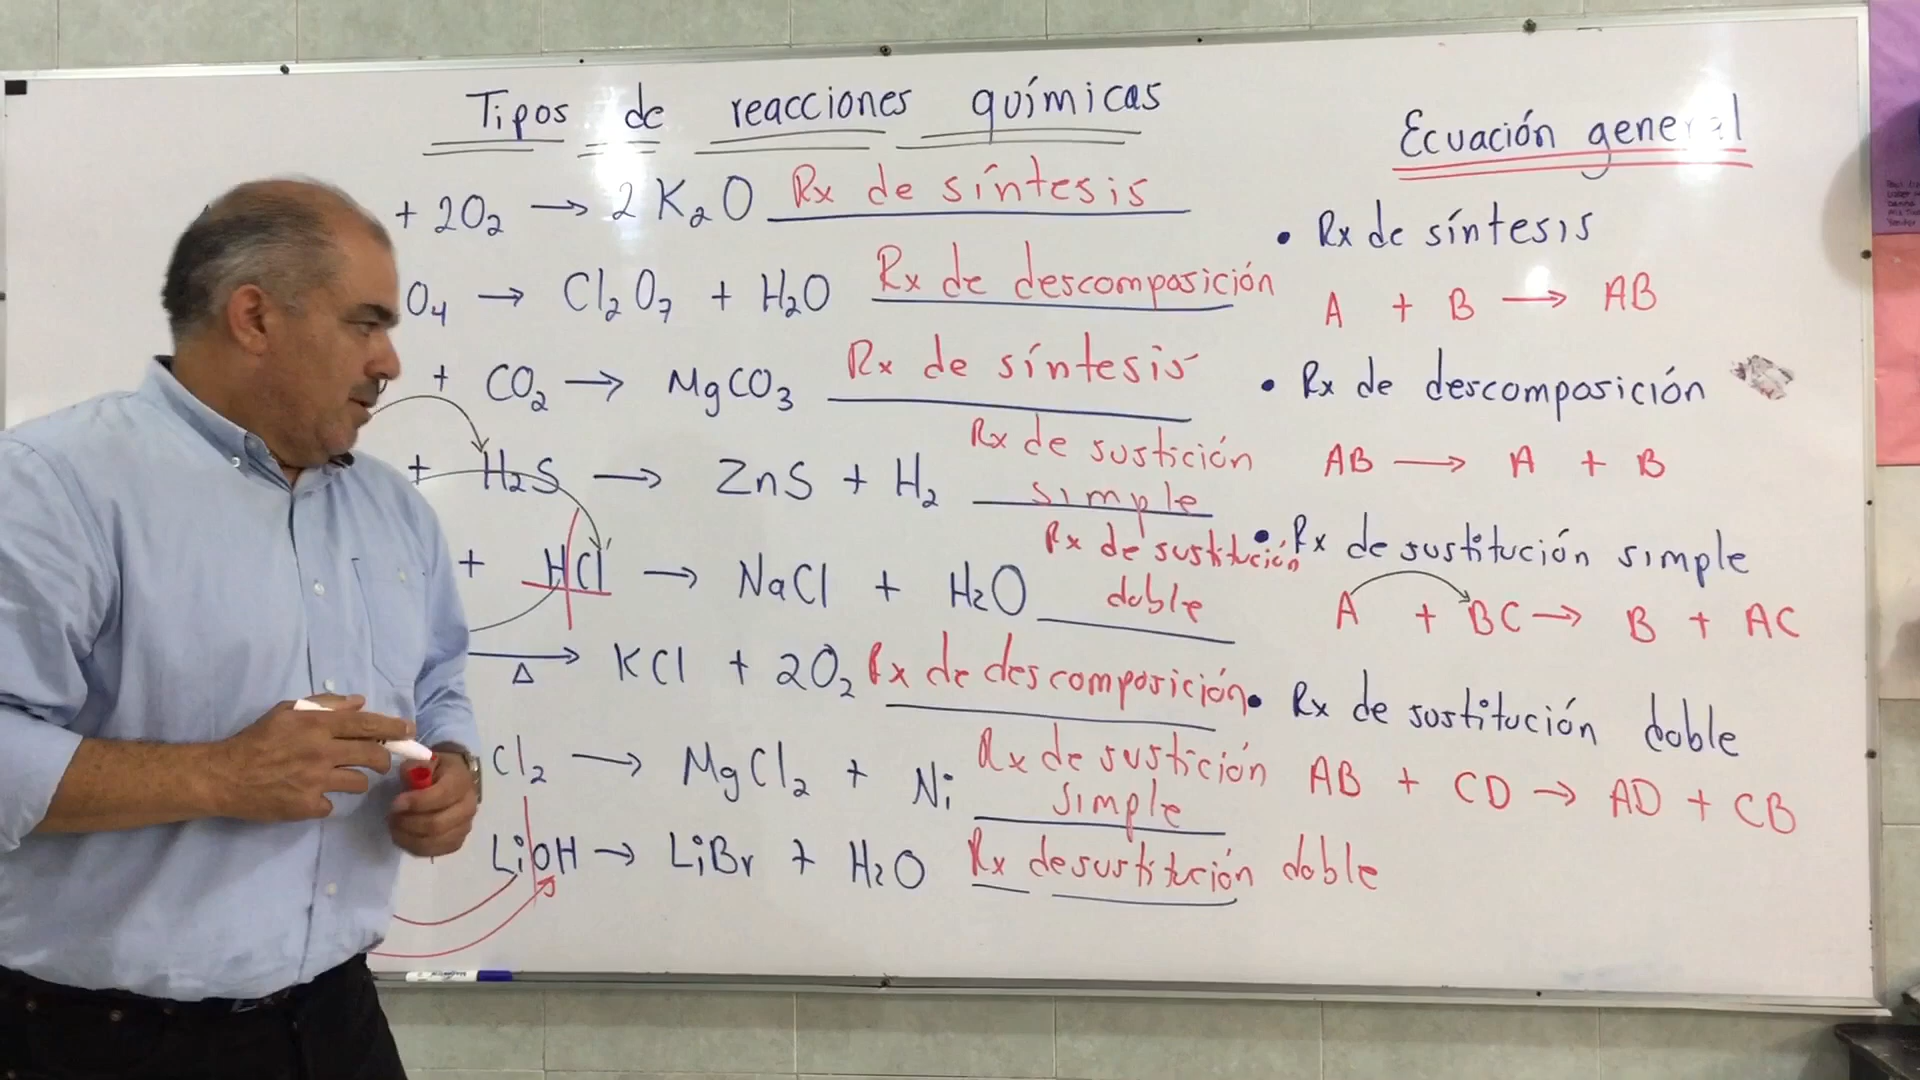 Tipos de reacciones químicas
+ 2O₂ → 2 K₂O Rx de síntesis
O₄ → Cl₂O₇ + H₂O Rx de descomposición
+ CO₂ → MgCO₃ Rx de síntesis
+ H₂S → ZnS + H₂ Rx de sustición
simple
+ HCl → NaCl + H₂O Rx de sustitución
doble
→ Δ KCl + 2O₂ Rx de descomposición
Cl₂ → MgCl₂ + Ni Rx de sustición
simple
LiOH → LiBr + H₂O Rx de sustitución doble
Ecuación general
• Rx de síntesis
A + B → AB
• Rx de descomposición
AB → A + B
• Rx de sustitución simple
A + BC → B + AC
• Rx de sustitución doble
AB + CD → AD + CB